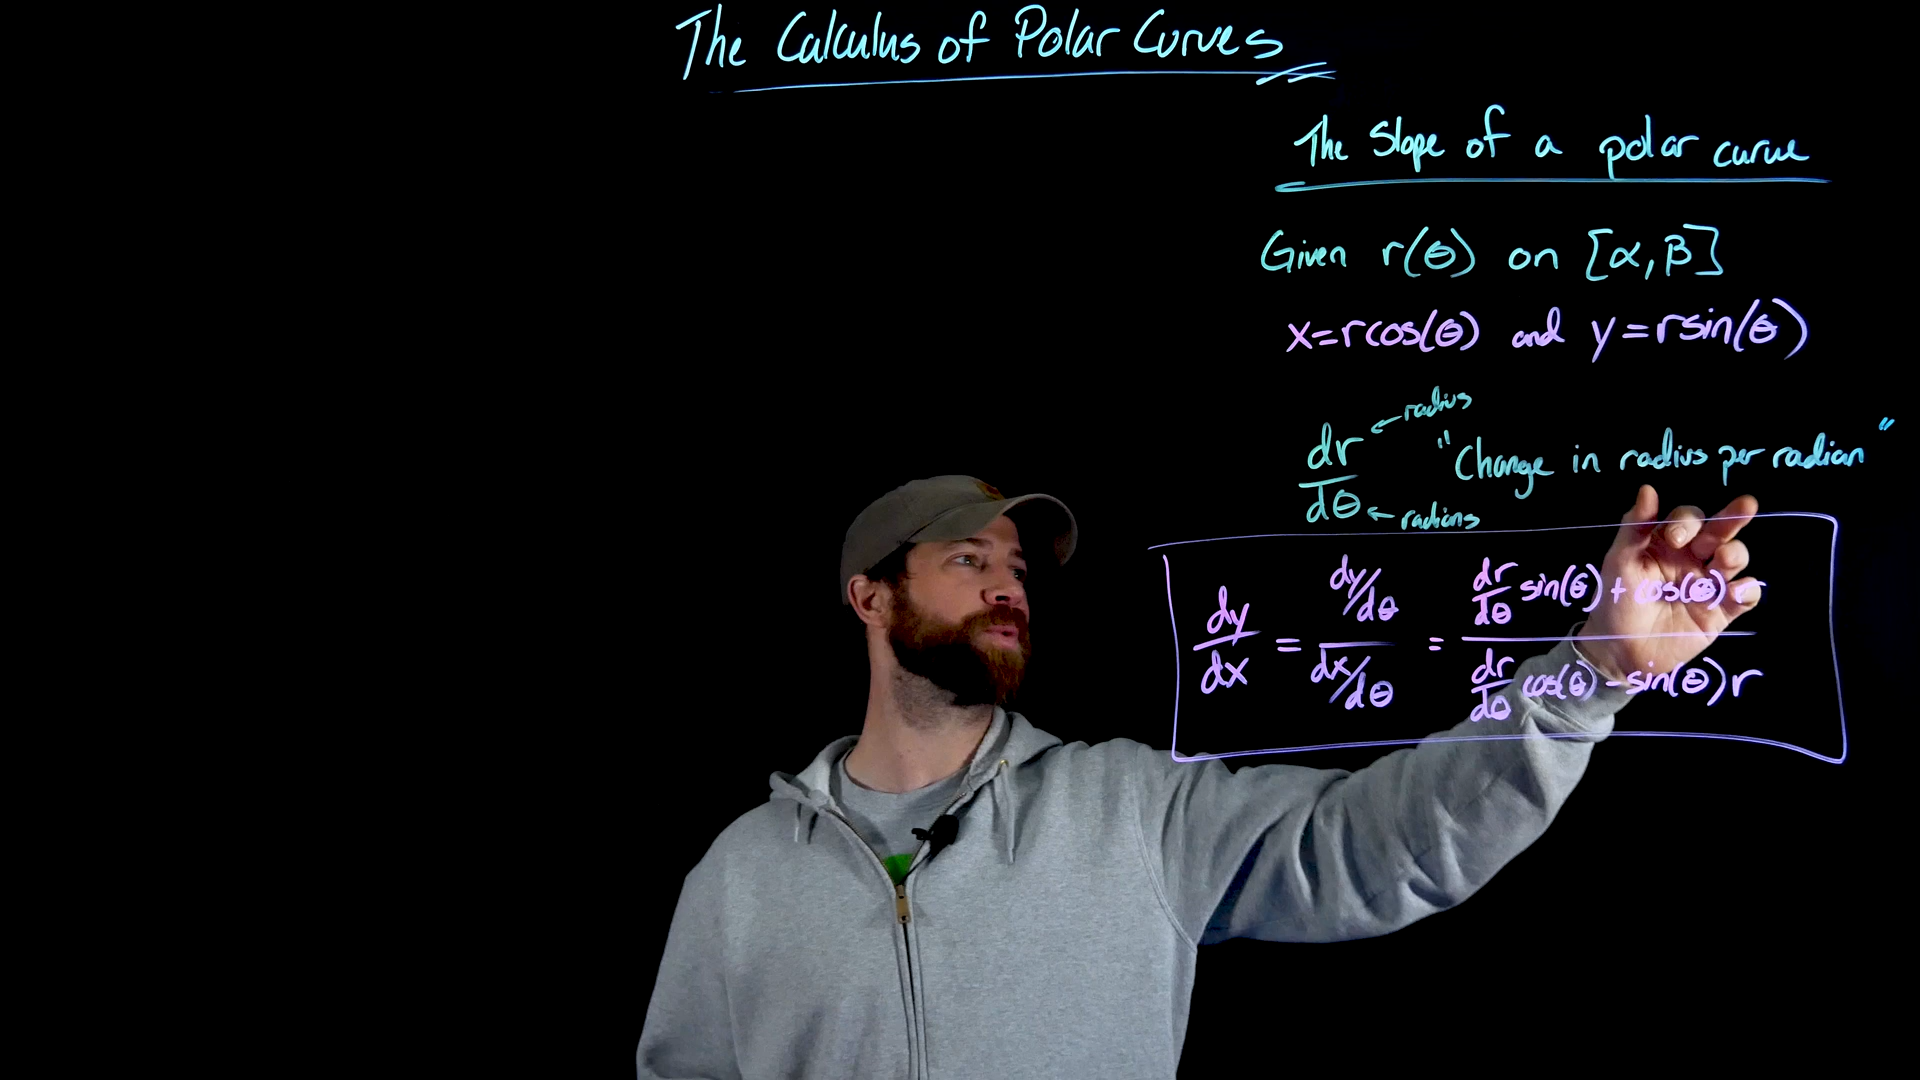 The Calculus of Polar Curves
The Slope of a polar curve
Given r(θ) on [α,β]
x=rcos(θ) and y=rsin(θ)
dr/dθ ← radius ← radians "Change in radius per radian"
dy/dx = (dy/dθ)/(dx/dθ) = (dr/dθ sin(θ) + cos(θ) r)/(dr/dθ cos(θ) - sin(θ) r)